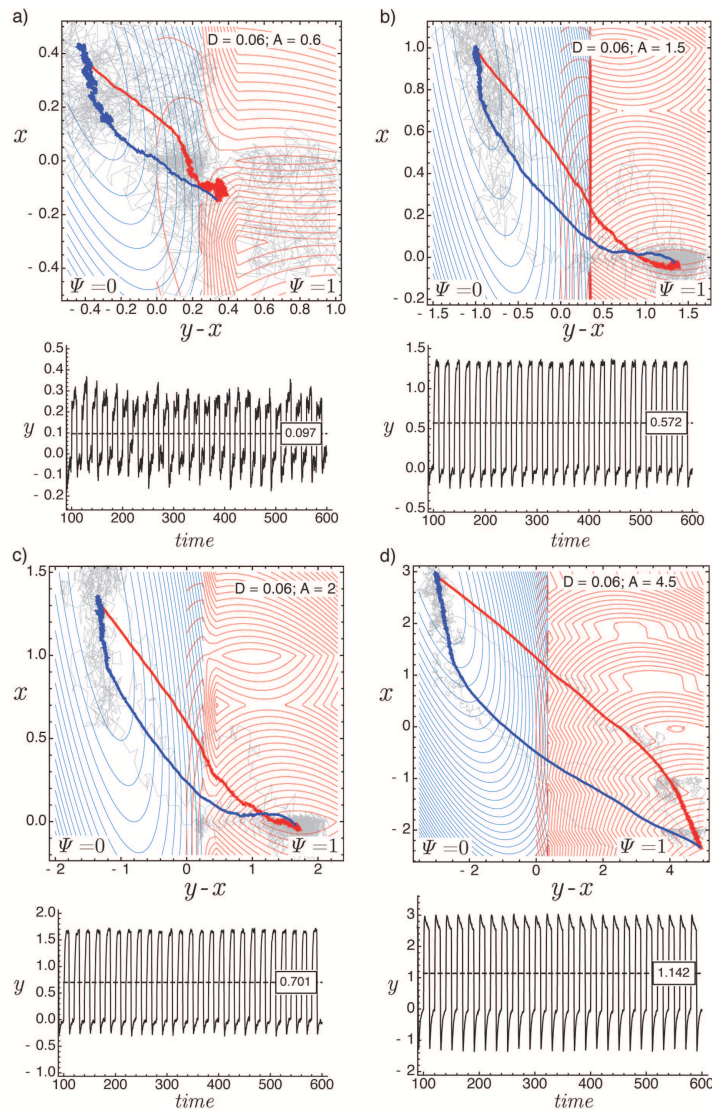 a)
D = 0.06; A = 0.6
x
0.4
0.2
0.0
- 0.2
- 0.4
Ψ = 0
Ψ = 1
- 0.4 - 0.2 0.0 0.2 0.4 0.6 0.8 1.0
y - x
y
0.5
0.4
0.3
0.2
0.1
0.0
- 0.1
0.2
0.097
100 200 300 400 500 600
time
b)
D = 0.06; A = 1.5
x
1.0
0.8
0.6
0.4
0.2
0.0
- 0.2
Ψ = 0
Ψ = 1
- 1.5 - 1.0 - 0.5 0.0 0.5 1.0 1.5
y - x
y
1.5
1.0
0.5
0.0
- 0.5
0.572
100 200 300 400 500 600
time
c)
D = 0.06; A = 2
x
1.5
1.0
0.5
0.0
Ψ = 0
Ψ = 1
- 2 - 1 0 1 2
y - x
y
2.0
1.5
1.0
0.5
0.0
- 0.5
- 1.0
0.701
100 200 300 400 500 600
time
d)
D = 0.06; A = 4.5
x
3
2
1
0
- 1
- 2
Ψ = 0
Ψ = 1
- 2 0 2 4
y - x
y
3
2
1
0
- 1
- 2
1.142
100 200 300 400 500 600
time